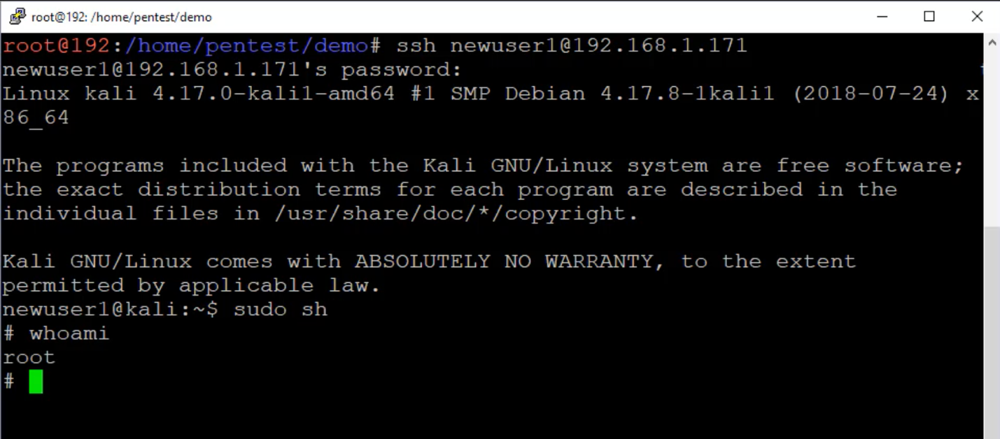 root@192: /home/pentest/demo
root@192:/home/pentest/demo# ssh newuser1@192.168.1.171
newuser1@192.168.1.171's password:
Linux kali 4.17.0-kali1-amd64 #1 SMP Debian 4.17.8-1kali1 (2018-07-24) x
86_64
The programs included with the Kali GNU/Linux system are free software;
the exact distribution terms for each program are described in the
individual files in /usr/share/doc/*/copyright.
Kali GNU/Linux comes with ABSOLUTELY NO WARRANTY, to the extent
permitted by applicable law.
newuser1@kali:~$ sudo sh
# whoami
root
#